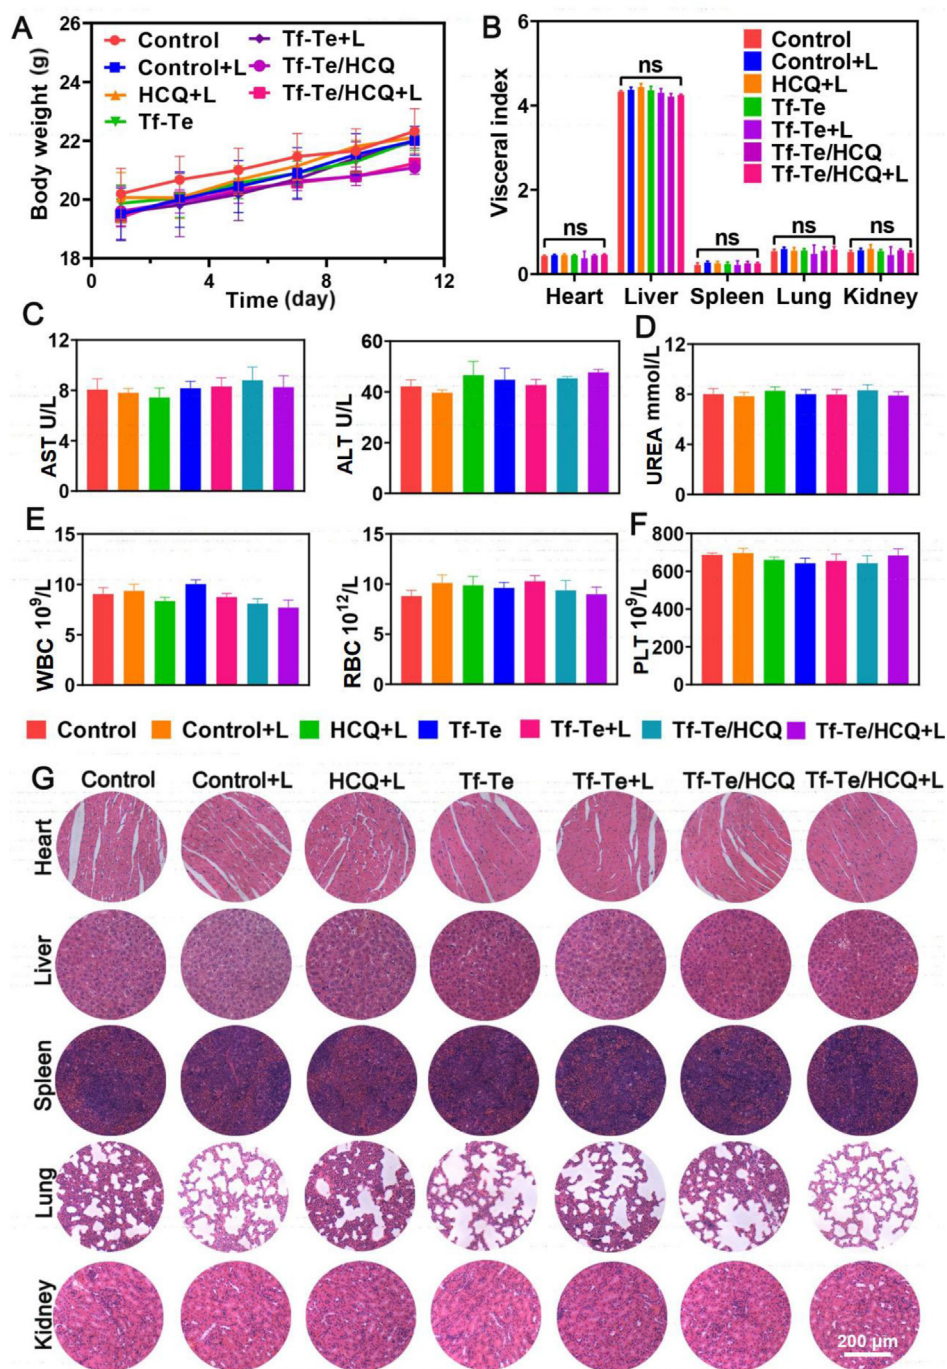 A
Body weight (g)
26
24
22
20
18
0
4
8
12
Time (day)
Control
Control+L
HCQ+L
Tf-Te
Tf-Te+L
Tf-Te/HCQ
Tf-Te/HCQ+L
B
Visceral index
6
4
2
0
ns
ns
ns
ns
ns
Heart
Liver
Spleen
Lung
Kidney
Control
Control+L
HCQ+L
Tf-Te
Tf-Te+L
Tf-Te/HCQ
Tf-Te/HCQ+L
C
AST U/L
12
8
4
0
ALT U/L
60
40
20
0
D
UREA mmol/L
12
8
4
0
E
WBC 10⁹/L
15
10
5
0
RBC 10¹²/L
15
10
5
0
F
PLT 10⁹/L
800
600
400
200
0
Control
Control+L
HCQ+L
Tf-Te
Tf-Te+L
Tf-Te/HCQ
Tf-Te/HCQ+L
G
Control
Control+L
HCQ+L
Tf-Te
Tf-Te+L
Tf-Te/HCQ
Tf-Te/HCQ+L
Heart
Liver
Spleen
Lung
Kidney
200 μm